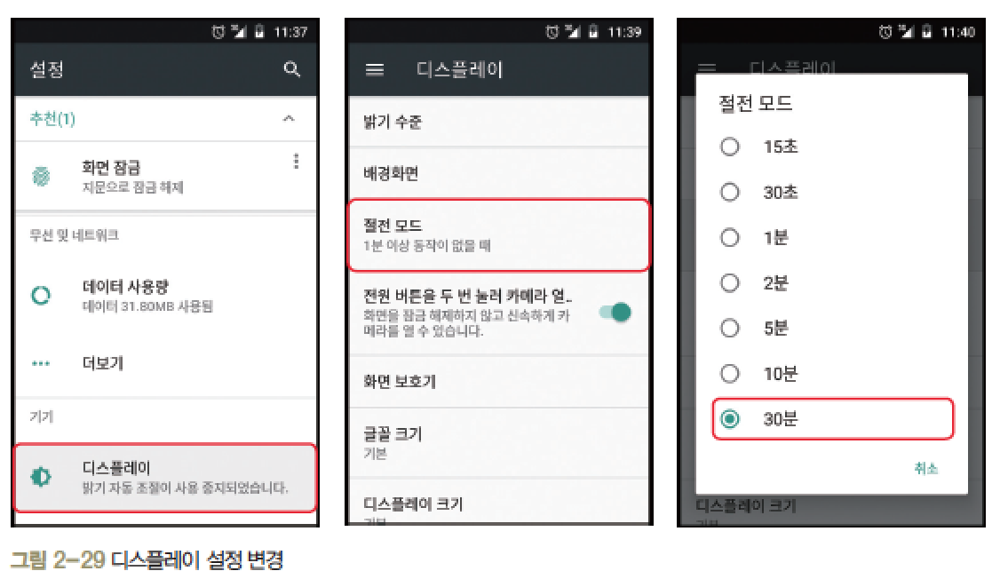 11:37
설정
추천(1)
화면 잠금
지문으로 잠금 해제
무선 및 네트워크
데이터 사용량
데이터 31.80MB 사용됨
더보기
기기
디스플레이
밝기 자동 조절이 사용 중지되었습니다.
11:39
디스플레이
밝기 수준
배경화면
절전 모드
1분 이상 동작이 없을 때
전원 버튼을 두 번 눌러 카메라 열..
화면을 잠금 해제하지 않고 신속하게 카
메라를 열 수 있습니다.
화면 보호기
글꼴 크기
기본
디스플레이 크기
기본
11:40
디스플레이
절전 모드
15초
30초
1분
2분
5분
10분
30분
취소
디스플레이 크기
그림 2-29 디스플레이 설정 변경